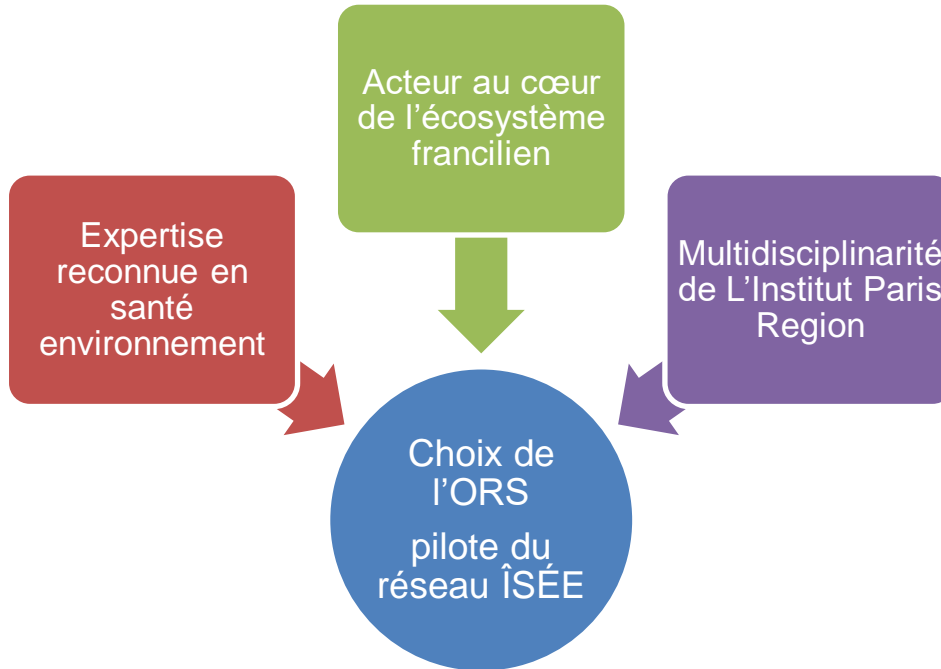 Acteur au cœur
de l’écosystème
francilien
Expertise
reconnue en
santé
environnement
Multidisciplinarité
de L’Institut Paris
Region
Choix de
l’ORS
pilote du
réseau ÎSÉE